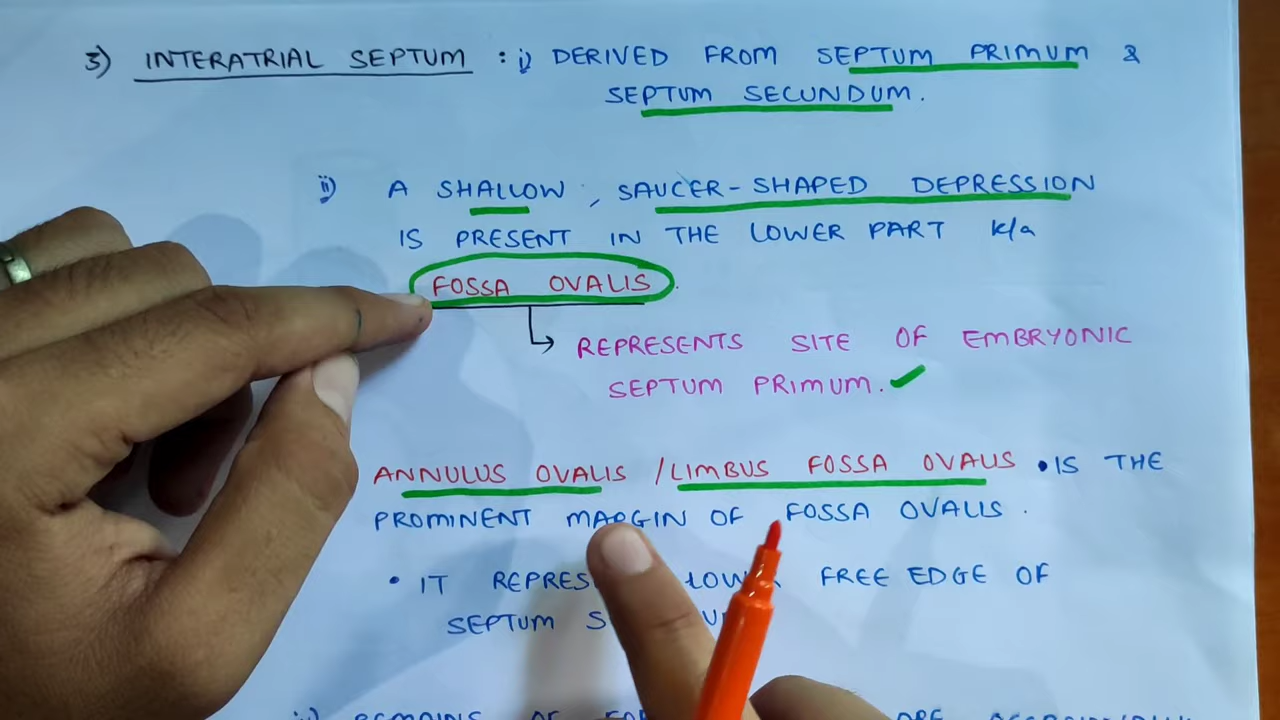 3) INTERATRIAL SEPTUM : i) DERIVED FROM SEPTUM PRIMUM &
SEPTUM SECUNDUM.
ii) A SHALLOW, SAUCER-SHAPED DEPRESSION
IS PRESENT IN THE LOWER PART k/a
FOSSA OVALIS.
REPRESENTS SITE OF EMBRYONIC
SEPTUM PRIMUM.
ANNULUS OVALIS / LIMBUS FOSSA OVALIS • IS THE
PROMINENT MARGIN OF FOSSA OVALIS.
• IT FREE EDGE OF
SEPTUM
REMAINS OF